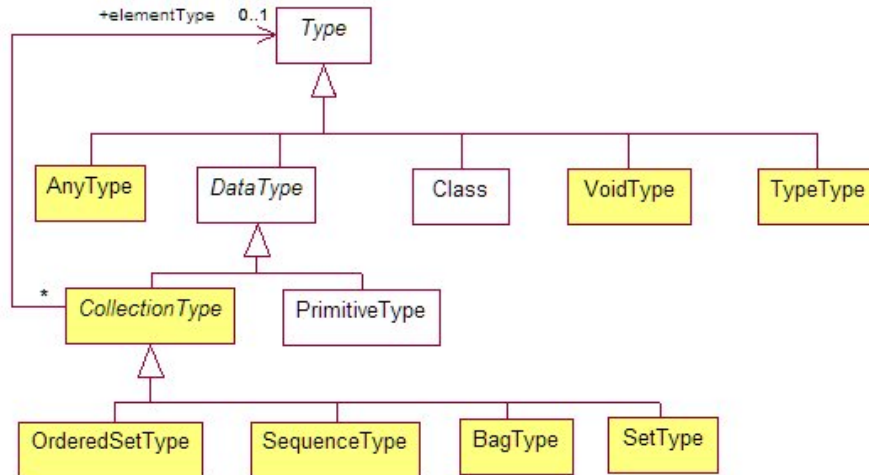 +elementType 0..1
Type
AnyType
DataType
Class
VoidType
TypeType
*
CollectionType
PrimitiveType
OrderedSetType
SequenceType
BagType
SetType